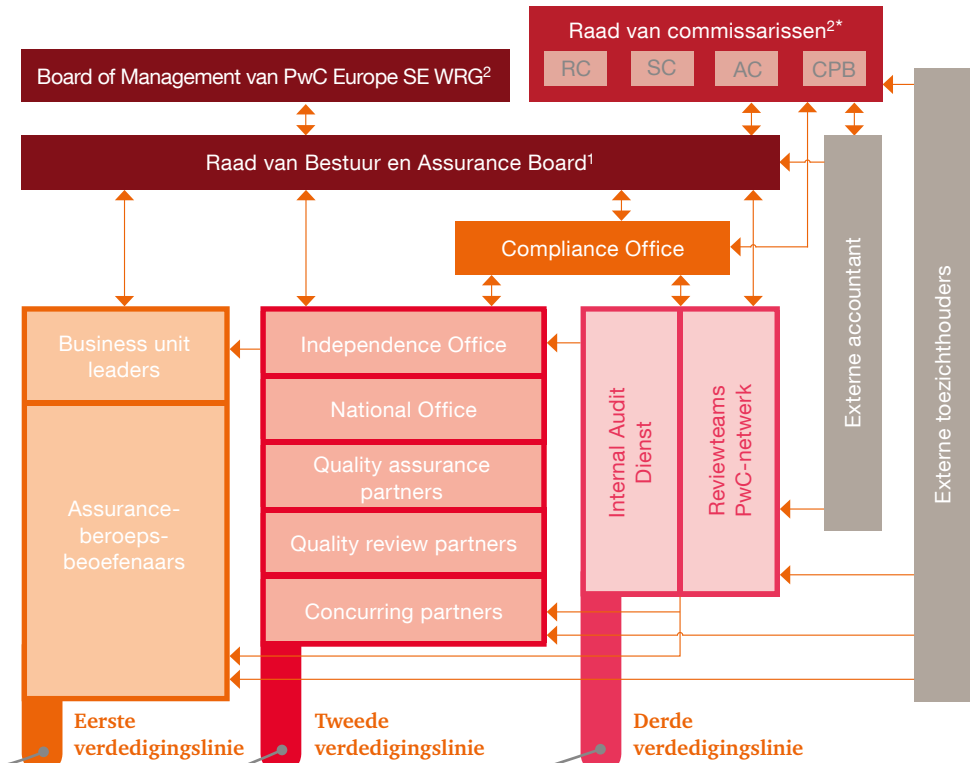 Raad van commissarissen²*
RC SC AC CPB
Board of Management van PwC Europe SE WRG²
Raad van Bestuur en Assurance Board¹
Compliance Office
Business unit
leaders
Assurance-
beroeps-
beoefenaars
Independence Office
National Office
Quality assurance
partners
Quality review partners
Concurring partners
Internal Audit
Dienst
Reviewteams
PwC-netwerk
Externe accountant
Externe toezichthouders
Eerste
verdedigingslinie
Tweede
verdedigingslinie
Derde
verdedigingslinie